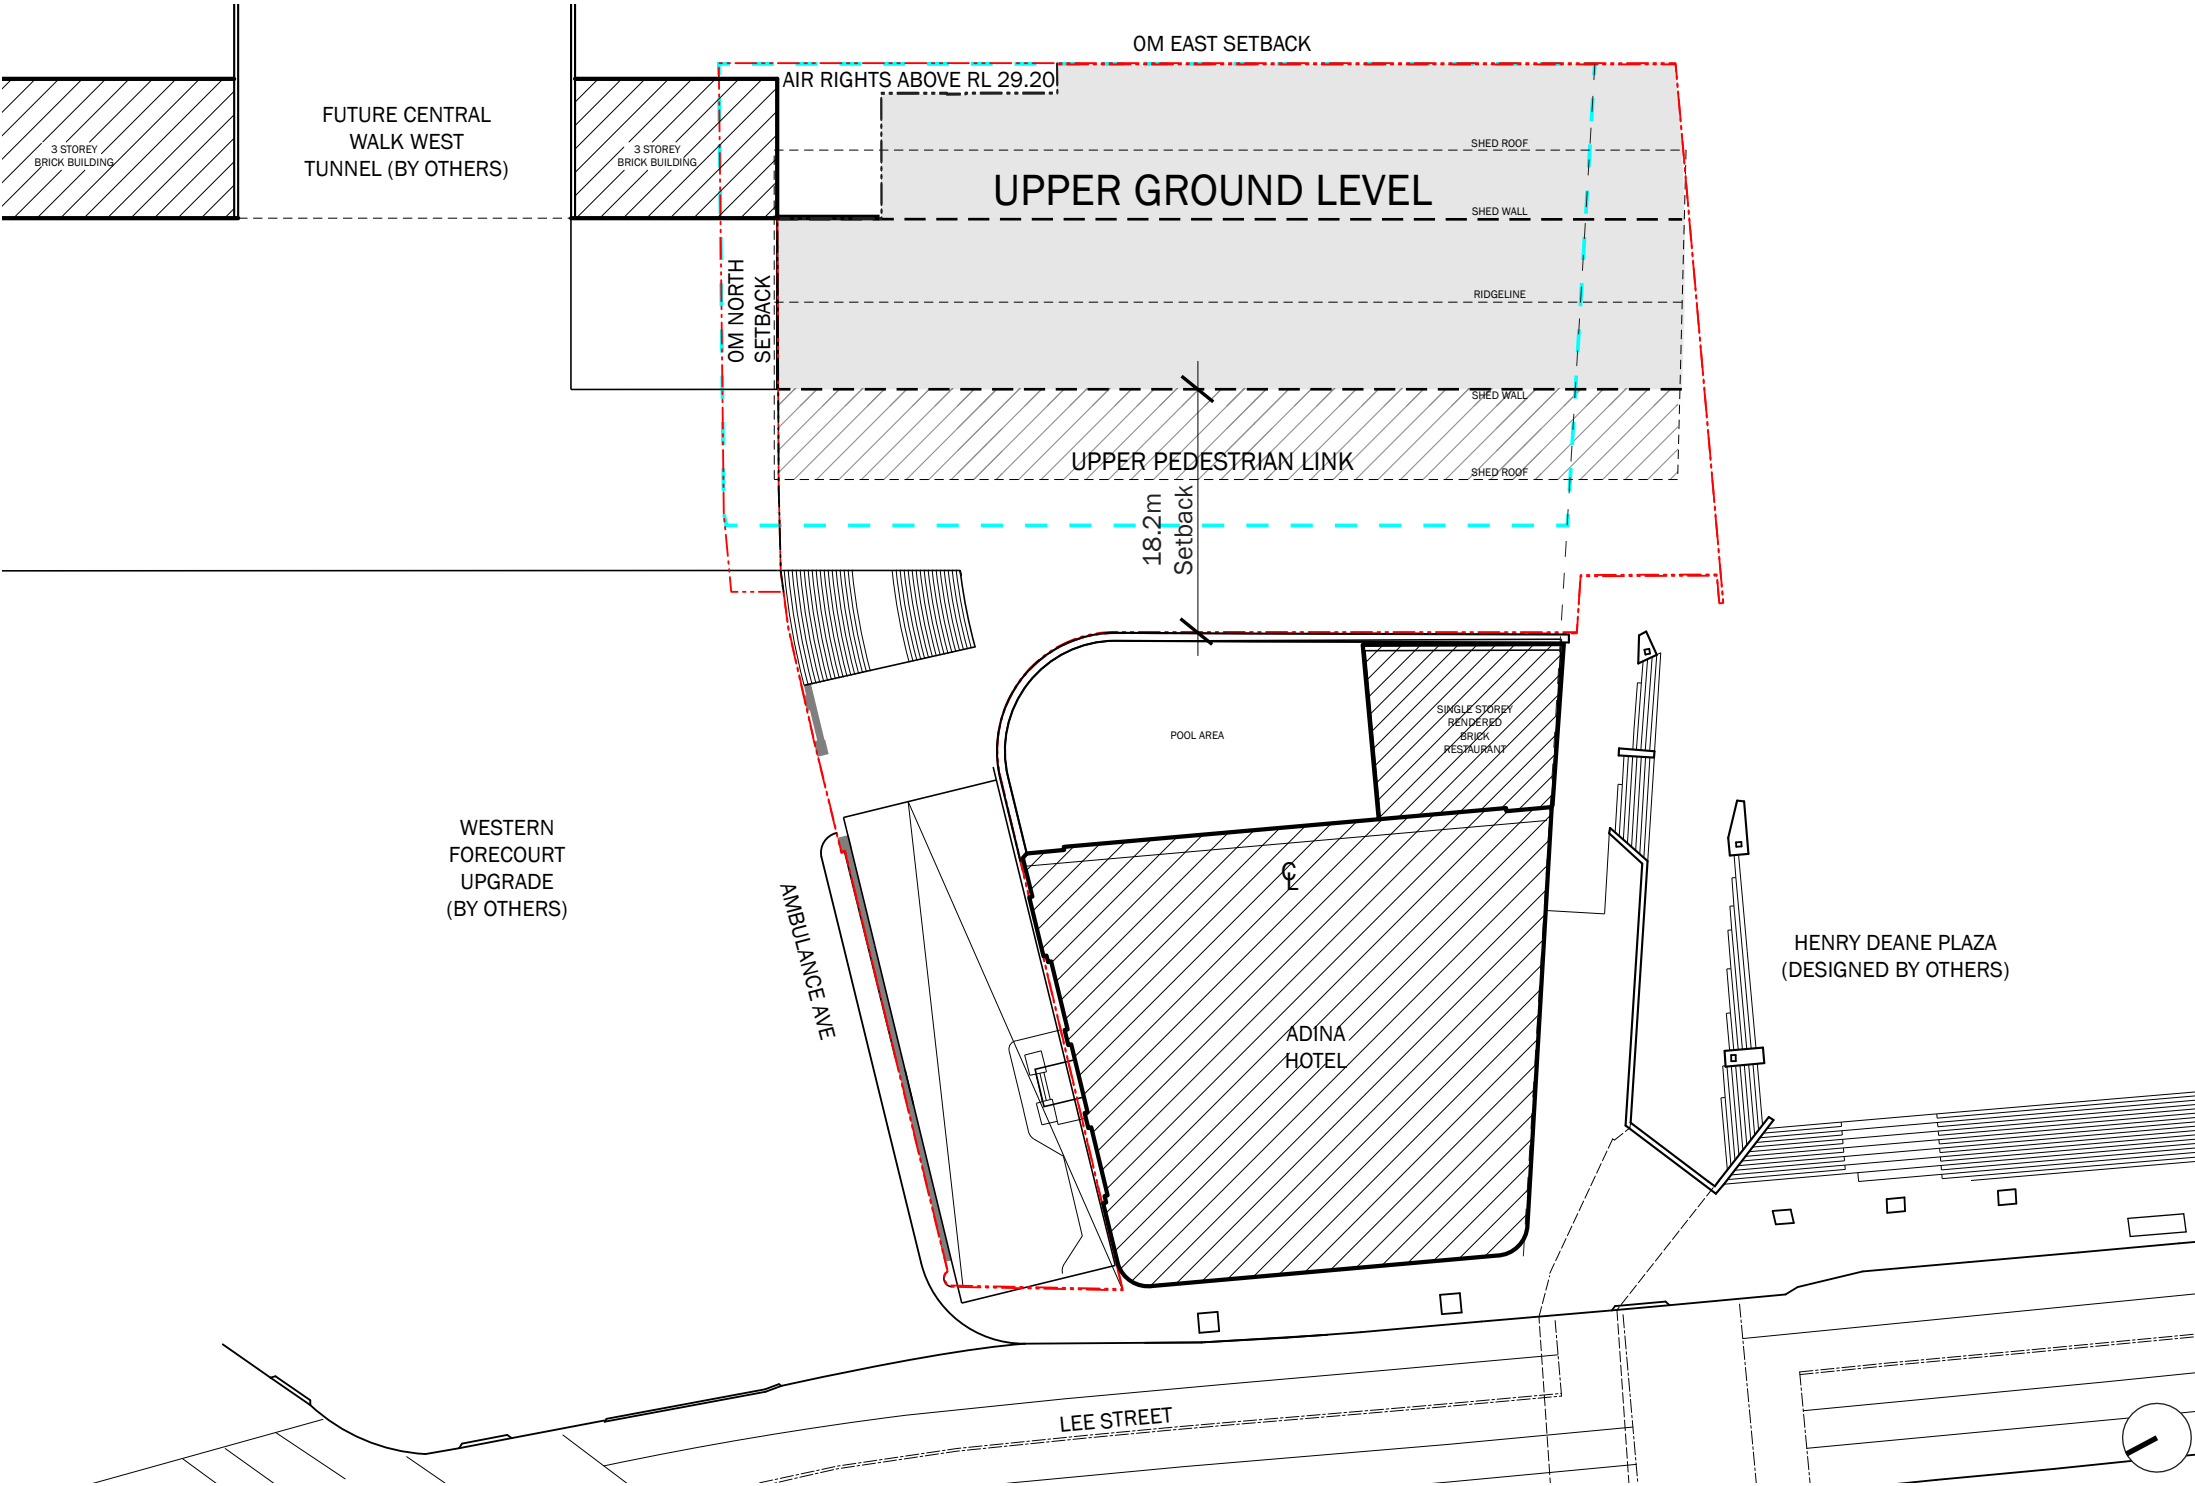 0M EAST SETBACK
AIR RIGHTS ABOVE RL 29.20
FUTURE CENTRAL
WALK WEST
TUNNEL (BY OTHERS)
3 STOREY
BRICK BUILDING
3 STOREY
BRICK BUILDING
SHED ROOF
UPPER GROUND LEVEL
SHED WALL
0M NORTH
SETBACK
RIDGELINE
SHED WALL
UPPER PEDESTRIAN LINK
SHED ROOF
18.2m
Setback
POOL AREA
SINGLE STOREY
RENDERED
BRICK
RESTAURANT
WESTERN
FORECOURT
UPGRADE
(BY OTHERS)
AMBULANCE AVE
CL
HENRY DEANE PLAZA
(DESIGNED BY OTHERS)
ADINA
HOTEL
LEE STREET